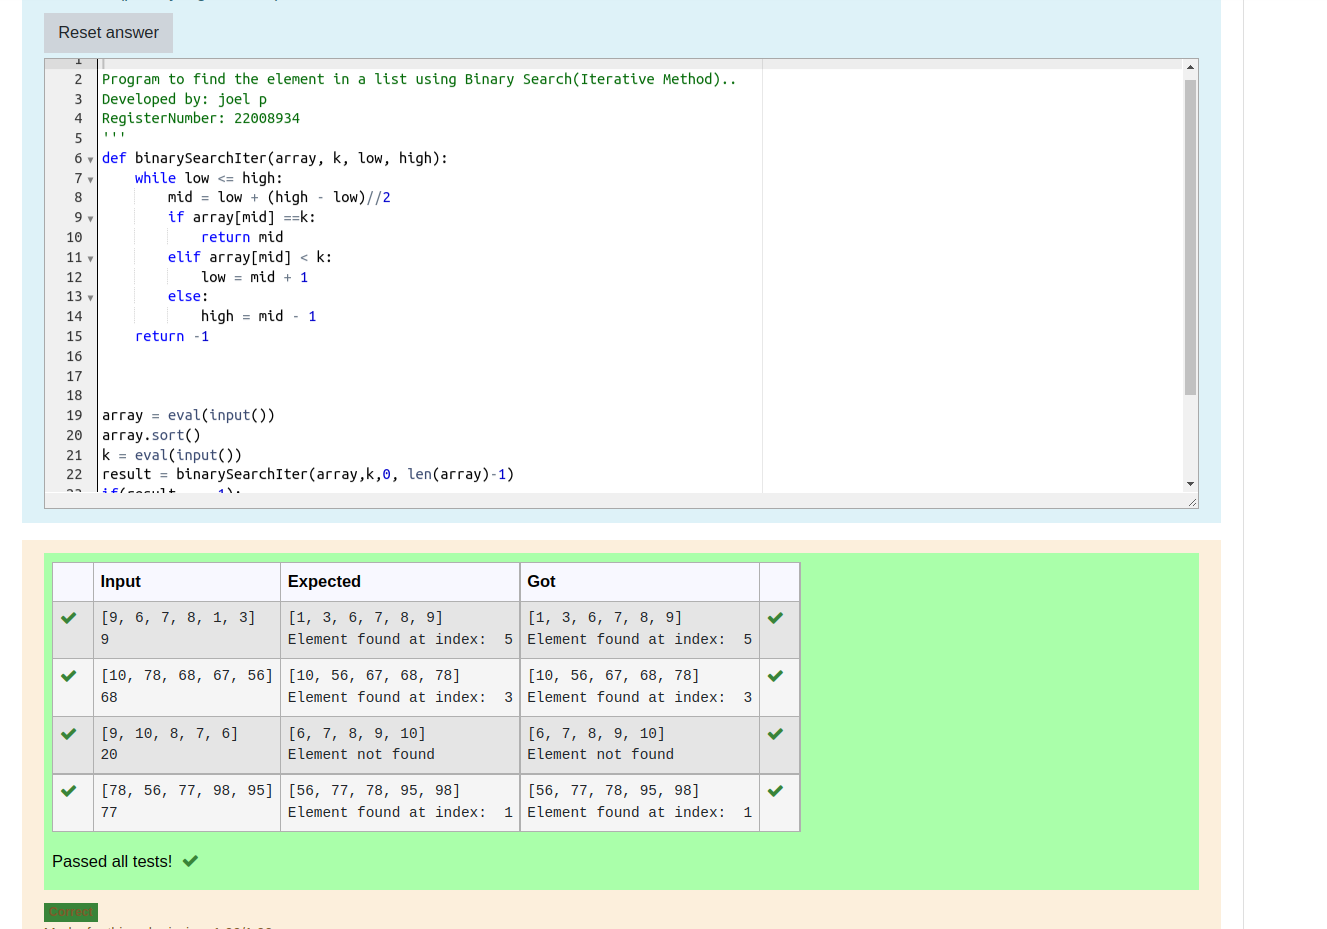 Reset answer
1
2 Program to find the element in a list using Binary Search(Iterative Method)..
3 Developed by: joel p
4 RegisterNumber: 22008934
5 '''
6 def binarySearchIter(array, k, low, high):
7 while low <= high:
8 mid = low + (high - low)//2
9 if array[mid] ==k:
10 return mid
11 elif array[mid] < k:
12 low = mid + 1
13 else:
14 high = mid - 1
15 return -1
16
17
18
19 array = eval(input())
20 array.sort()
21 k = eval(input())
22 result = binarySearchIter(array,k,0, len(array)-1)
Input Expected Got
[9, 6, 7, 8, 1, 3] [1, 3, 6, 7, 8, 9] [1, 3, 6, 7, 8, 9]
9 Element found at index: 5 Element found at index: 5
[10, 78, 68, 67, 56] [10, 56, 67, 68, 78] [10, 56, 67, 68, 78]
68 Element found at index: 3 Element found at index: 3
[9, 10, 8, 7, 6] [6, 7, 8, 9, 10] [6, 7, 8, 9, 10]
20 Element not found Element not found
[78, 56, 77, 98, 95] [56, 77, 78, 95, 98] [56, 77, 78, 95, 98]
77 Element found at index: 1 Element found at index: 1
Passed all tests!
Correct